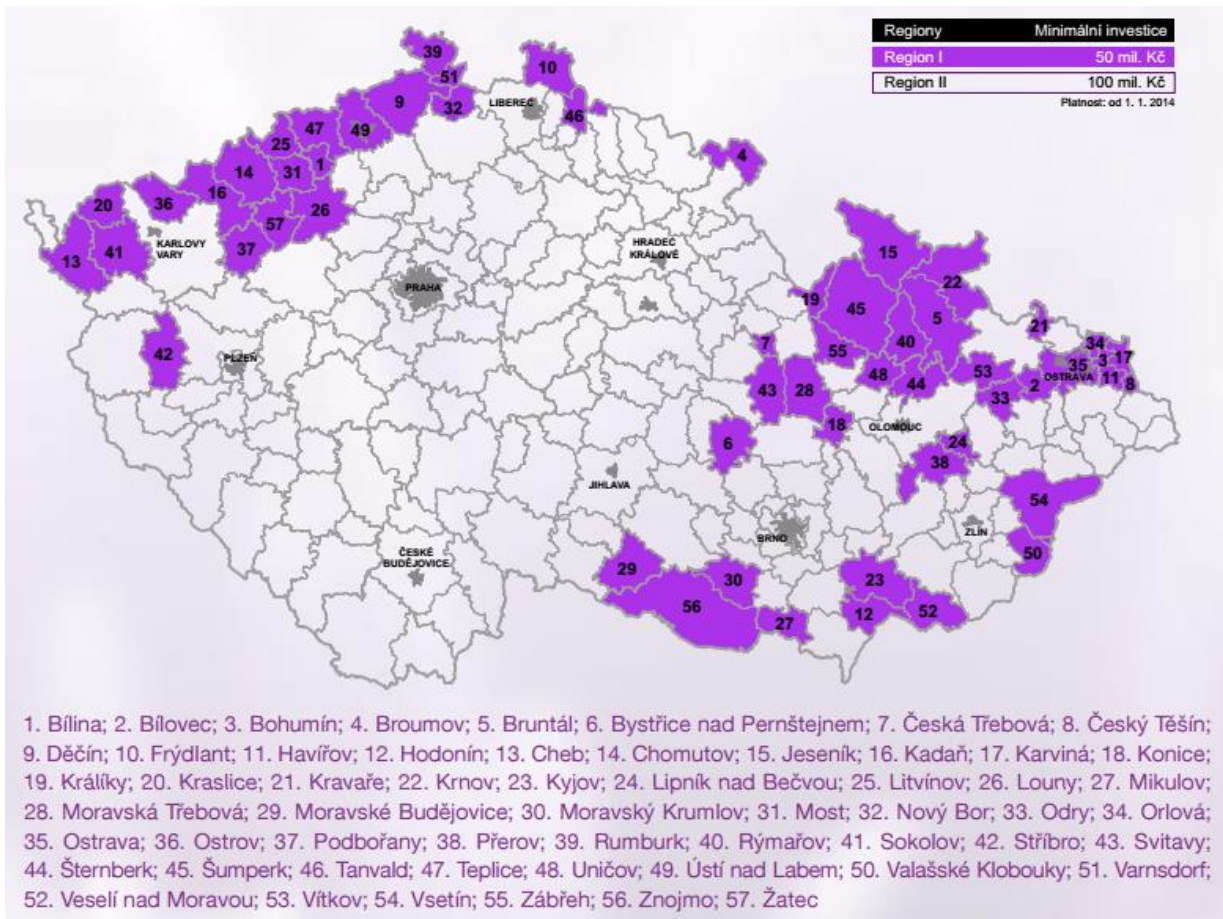 Regiony Minimální investice
Region I 50 mil. Kč
Region II 100 mil. Kč
Platnost: od 1. 1. 2014
39
51
10
9
32
LIBEREC
46
47
49
25
1
4
14
31
16
20
36
26
57
41
KARLOVY
VARY
37
13
HRADEC
KRÁLOVÉ
15
PRAHA
22
19
45
5
21
42
PLZEŇ
7
55
40
34
35
3
17
48
44
53
OSTRAVA
11
8
2
43
28
33
18
OLOMOUC
6
24
38
JIHLAVA
54
BRNO
ZLÍN
ČESKÉ
BUDĚJOVICE
50
29
30
23
56
27
12
52
1. Bílina; 2. Bílovec; 3. Bohumín; 4. Broumov; 5. Bruntál; 6. Bystřice nad Pernštejnem; 7. Česká Třebová; 8. Český Těšín;
9. Děčín; 10. Frýdlant; 11. Havířov; 12. Hodonín; 13. Cheb; 14. Chomutov; 15. Jeseník; 16. Kadaň; 17. Karviná; 18. Konice;
19. Králíky; 20. Kraslice; 21. Kravaře; 22. Krnov; 23. Kyjov; 24. Lipník nad Bečvou; 25. Litvínov; 26. Louny; 27. Mikulov;
28. Moravská Třebová; 29. Moravské Budějovice; 30. Moravský Krumlov; 31. Most; 32. Nový Bor; 33. Odry; 34. Orlová;
35. Ostrava; 36. Ostrov; 37. Podbořany; 38. Přerov; 39. Rumburk; 40. Rýmařov; 41. Sokolov; 42. Stříbro; 43. Svitavy;
44. Šternberk; 45. Šumperk; 46. Tanvald; 47. Teplice; 48. Uničov; 49. Ústí nad Labem; 50. Valašské Klobouky; 51. Varnsdorf;
52. Veselí nad Moravou; 53. Vítkov; 54. Vsetín; 55. Zábřeh; 56. Znojmo; 57. Žatec